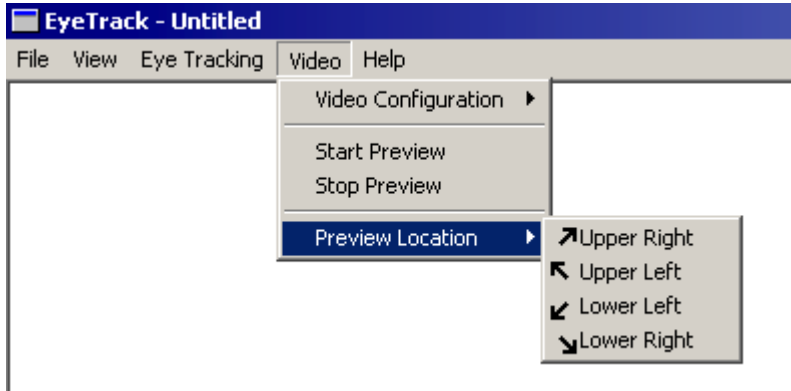 EyeTrack - Untitled
File View Eye Tracking Video Help
Video Configuration
Start Preview
Stop Preview
Preview Location
Upper Right
Upper Left
Lower Left
Lower Right